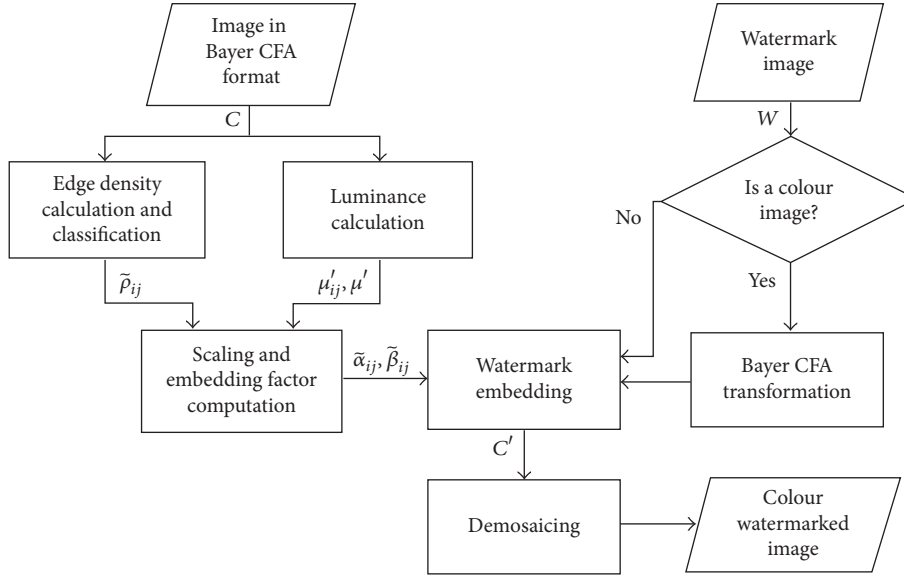 Image in
Bayer CFA
format
Watermark
image
C
W
Edge density
calculation and
classification
Luminance
calculation
Is a colour
image?
No
Yes
ρ̃ij
μ′ij, μ′
Scaling and
embedding factor
computation
α̃ij, β̃ij
Watermark
embedding
Bayer CFA
transformation
C′
Demosaicing
Colour
watermarked
image